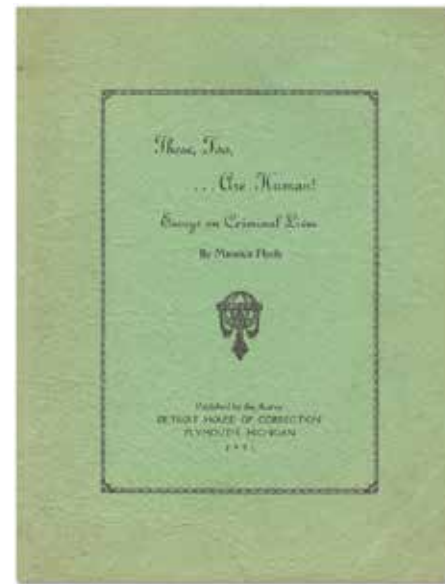 These, Too,
. . . Are Human!
Essays on Criminal Lives
By Maurice
Published by the Author
DETROIT HOUSE OF CORRECTION
PLYMOUTH, MICHIGAN